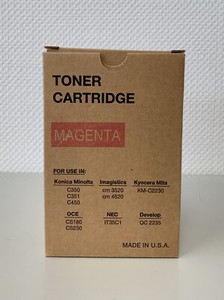 TONER
CARTRIDGE
MAGENTA
FOR USE IN:
Konica Minolta Imagistics Kyocera Mita
C350 cm 3520 KM-C2230
C351 cm 4520
C450
OCE NEC Develop
CS180 IT35C1 QC 2235
CS230
MADE IN U.S.A.